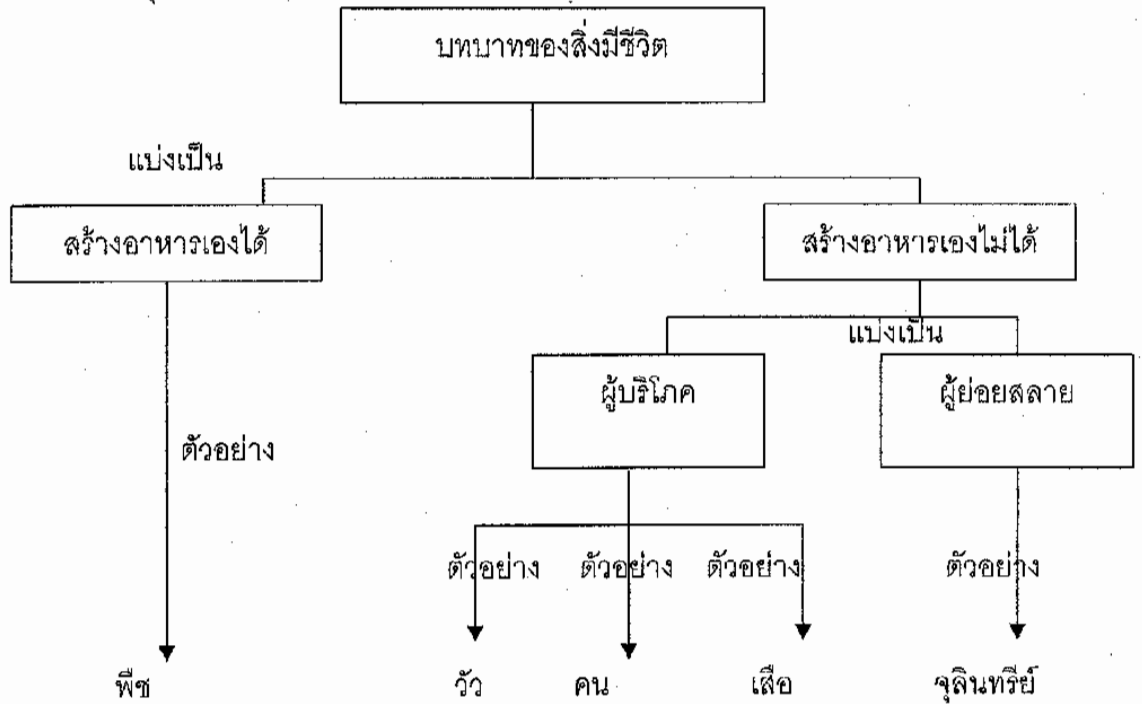 บทบาทของสิ่งมีชีวิต
แบ่งเป็น
สร้างอาหารเองได้
สร้างอาหารเองไม่ได้
แบ่งเป็น
ผู้บริโภค
ผู้ย่อยสลาย
ตัวอย่าง
ตัวอย่าง ตัวอย่าง ตัวอย่าง ตัวอย่าง
พืช วัว คน เสือ จุลินทรีย์